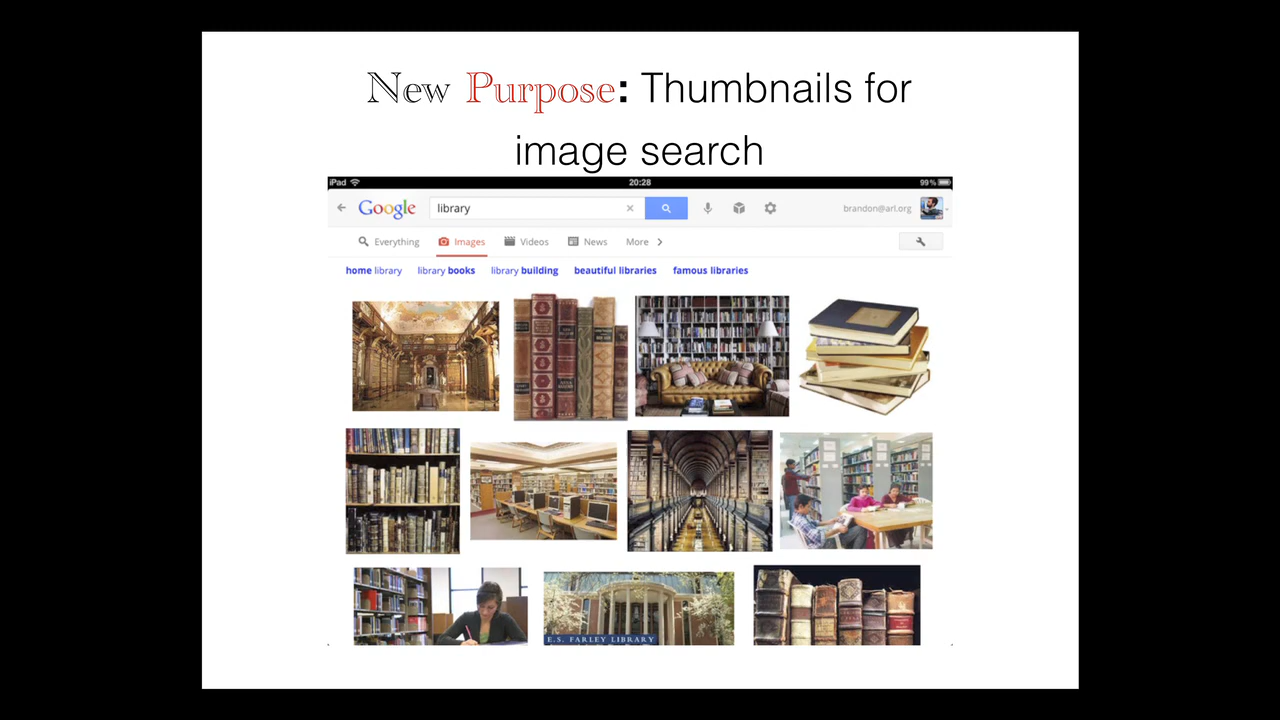 New Purpose: Thumbnails for
image search
iPad 20:28 99%
Google library brandon@arl.org
Everything Images Videos News More
home library library books library building beautiful libraries famous libraries
E.S. FARLEY LIBRARY